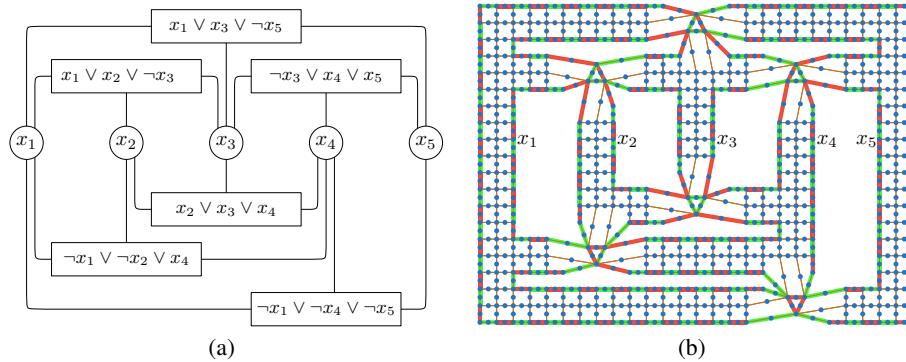 x₁ ∨ x₃ ∨ ¬x₅
x₁ ∨ x₂ ∨ ¬x₃
¬x₃ ∨ x₄ ∨ x₅
x₁ x₂ x₃ x₄ x₅
x₂ ∨ x₃ ∨ x₄
¬x₁ ∨ ¬x₂ ∨ x₄
¬x₁ ∨ ¬x₄ ∨ ¬x₅
(a)
x₁ x₂ x₃ x₄ x₅
(b)